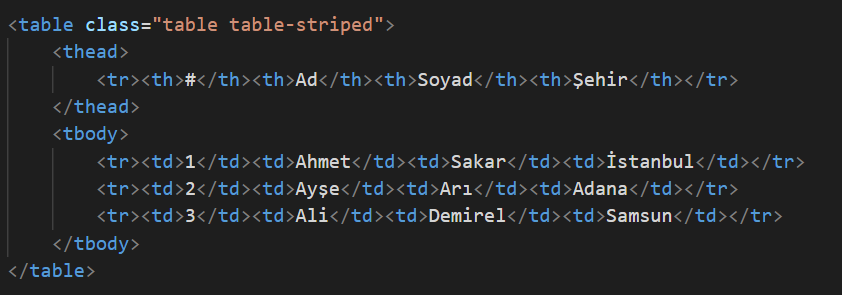 <table class="table table-striped">
    <thead>
        <tr><th>#</th><th>Ad</th><th>Soyad</th><th>Şehir</th></tr>
    </thead>
    <tbody>
        <tr><td>1</td><td>Ahmet</td><td>Sakar</td><td>İstanbul</td></tr>
        <tr><td>2</td><td>Ayşe</td><td>Arı</td><td>Adana</td></tr>
        <tr><td>3</td><td>Ali</td><td>Demirel</td><td>Samsun</td></tr>
    </tbody>
</table>